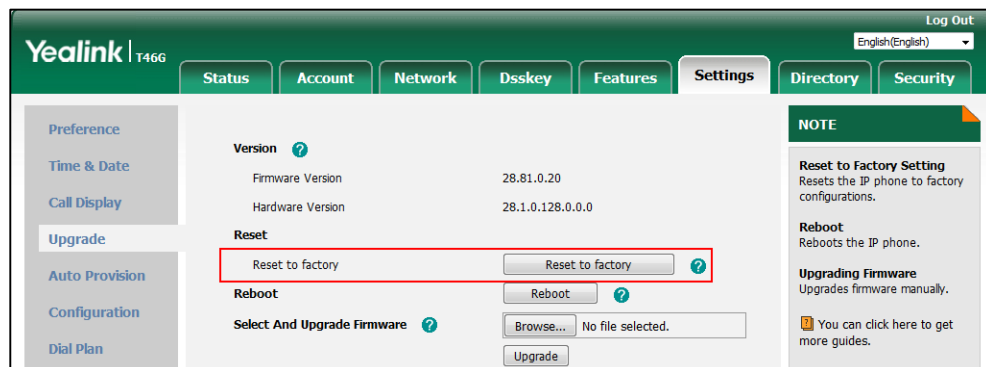 Log Out
English(English)
Yealink | T46G
Status Account Network Dsskey Features Settings Directory Security
Preference
Time & Date
Call Display
Upgrade
Auto Provision
Configuration
Dial Plan
Version ?
Firmware Version 28.81.0.20
Hardware Version 28.1.0.128.0.0.0
Reset
Reset to factory Reset to factory ?
Reboot Reboot ?
Select And Upgrade Firmware ? Browse... No file selected.
Upgrade
NOTE
Reset to Factory Setting
Resets the IP phone to factory
configurations.
Reboot
Reboots the IP phone.
Upgrading Firmware
Upgrades firmware manually.
? You can click here to get
more guides.